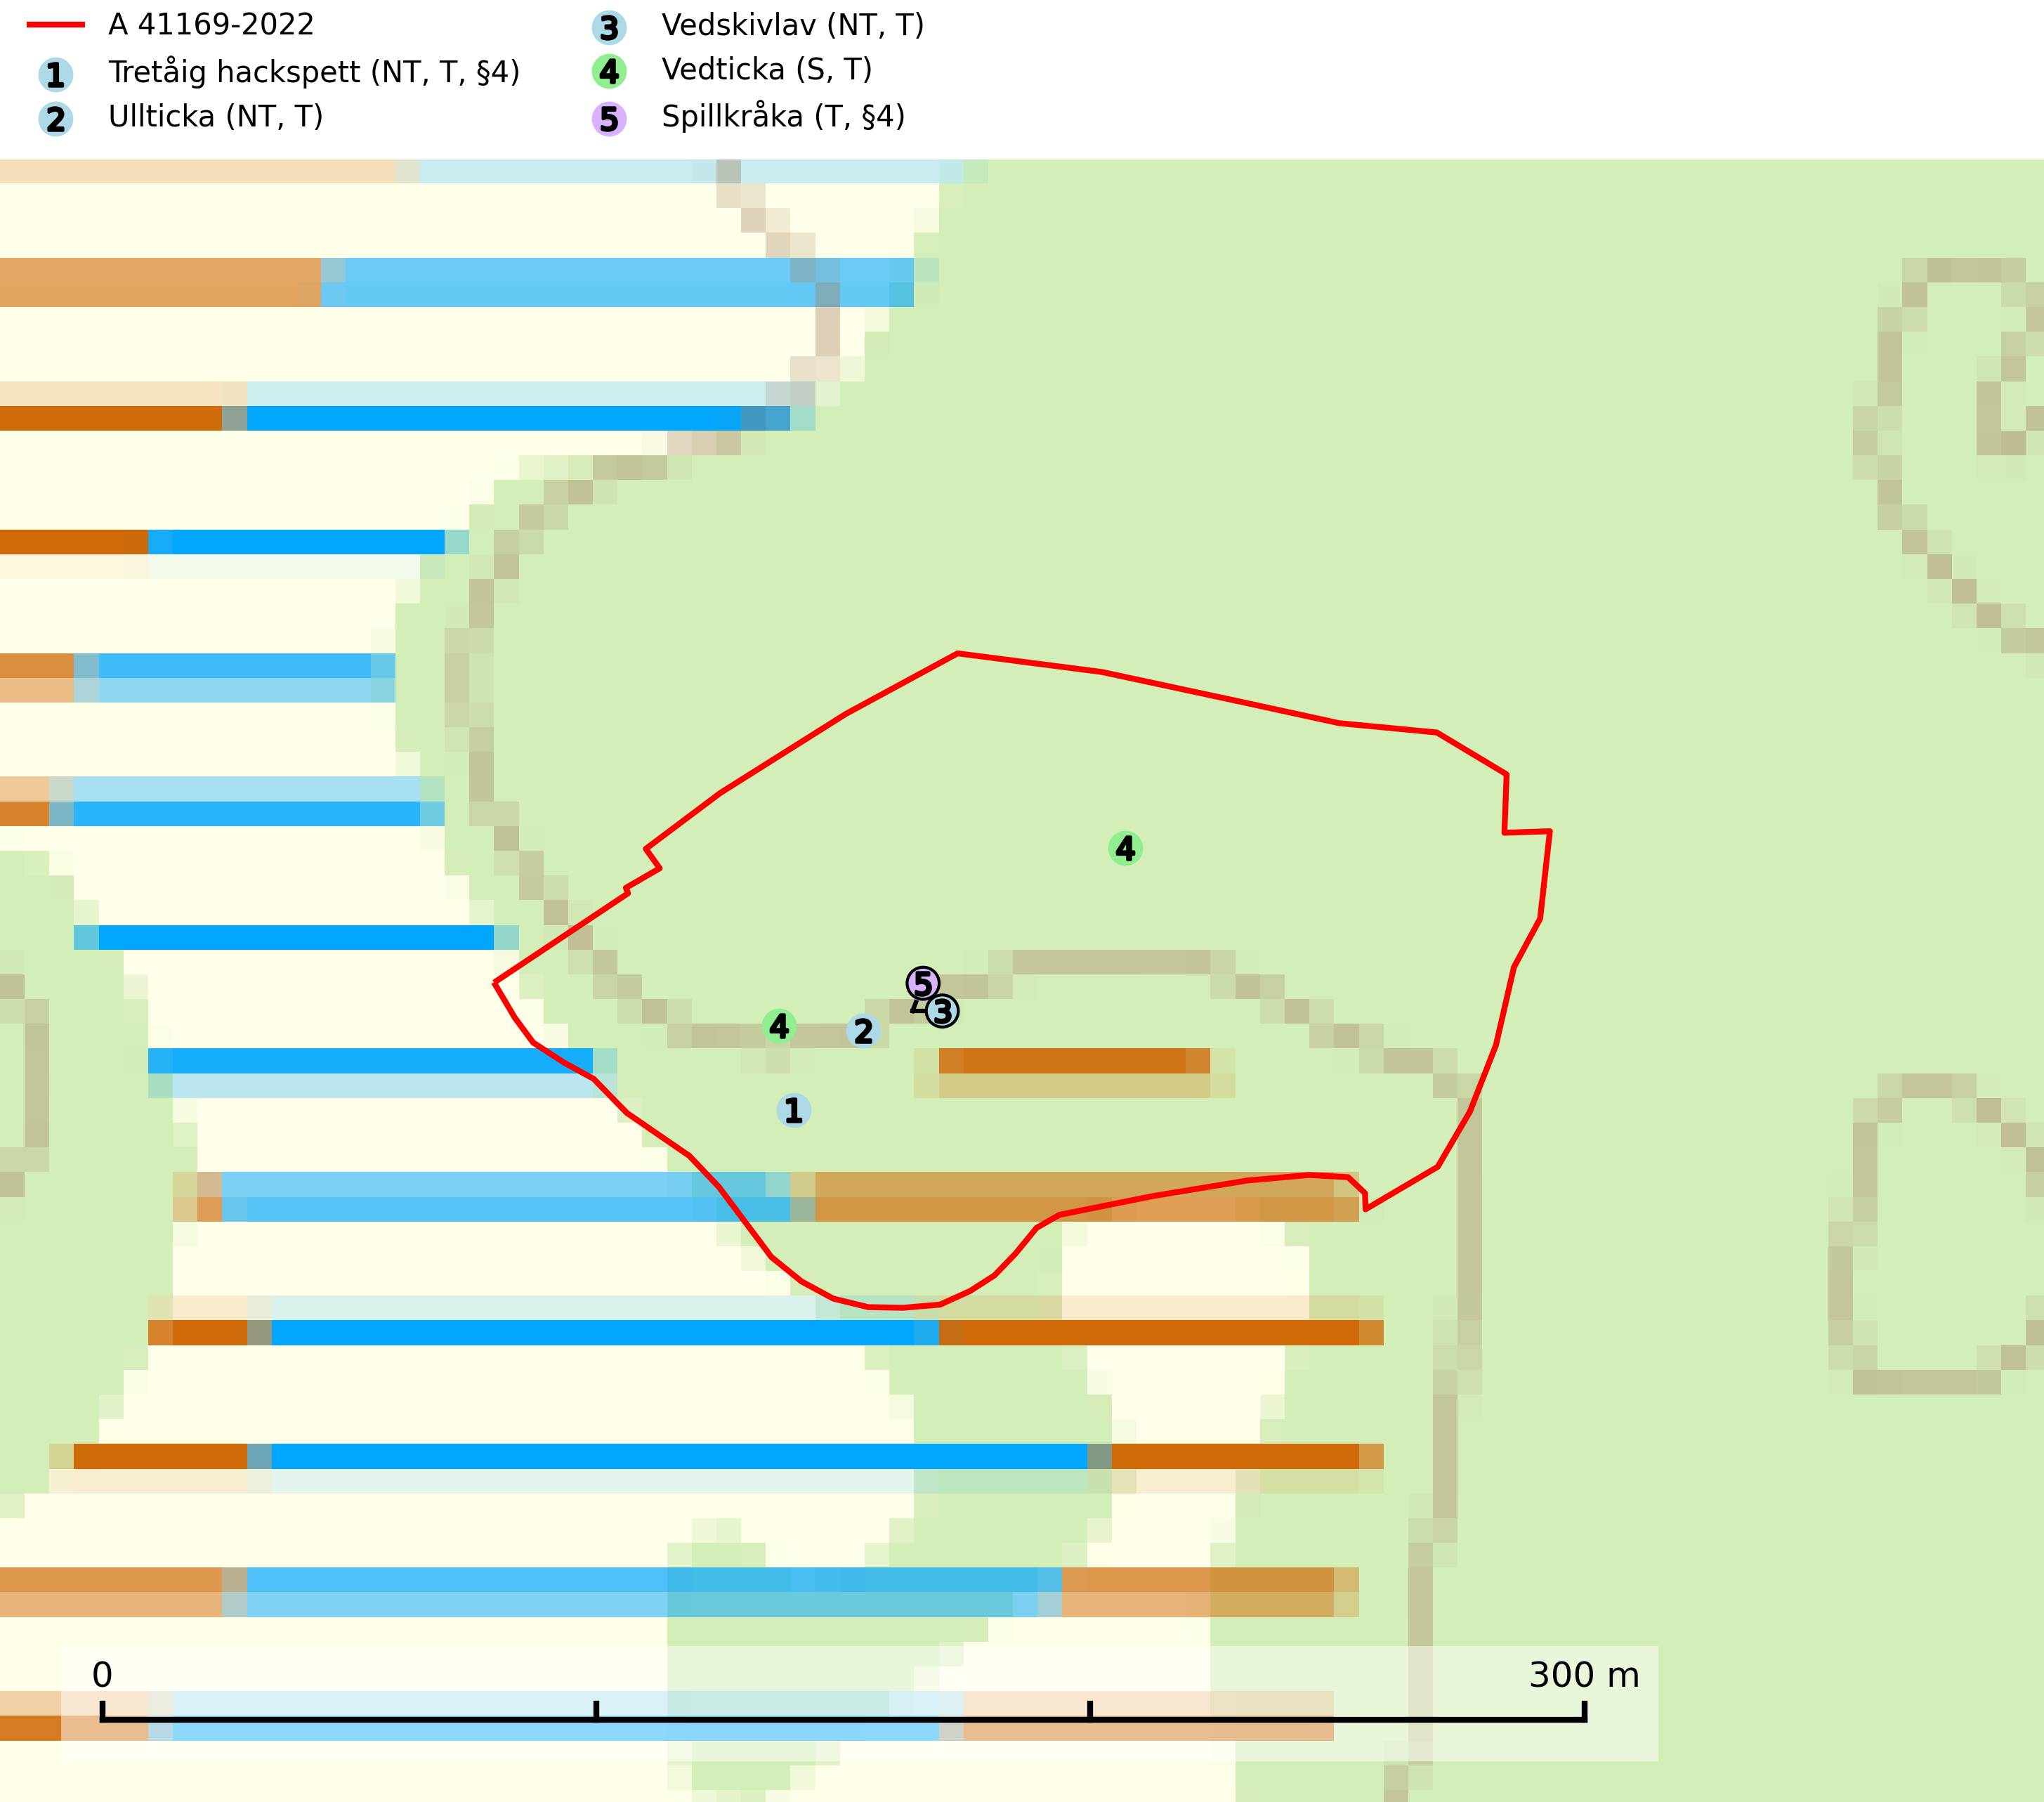 A 41169-2022
1 Tretåig hackspett (NT, T, §4)
2 Ullticka (NT, T)
3 Vedskivlav (NT, T)
4 Vedticka (S, T)
5 Spillkråka (T, §4)
4
5
3
4
2
1
0 300 m